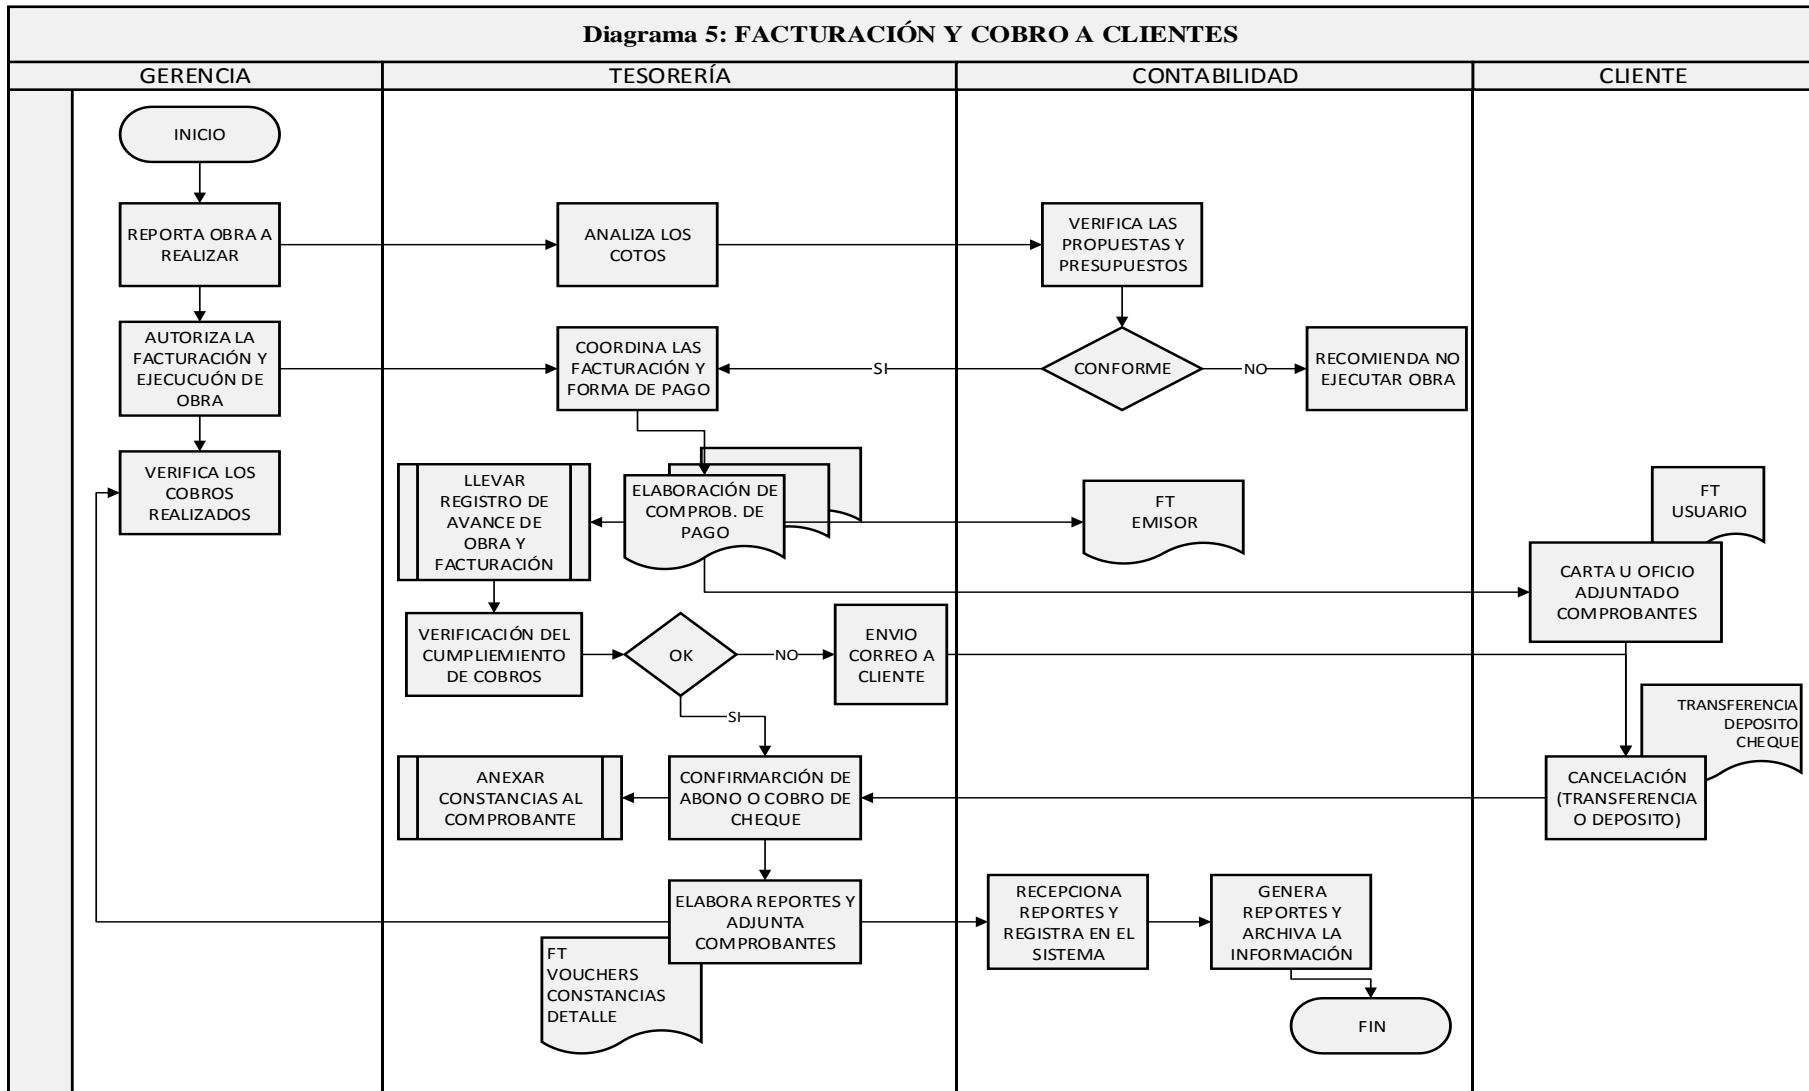 Diagrama 5: FACTURACIÓN Y COBRO A CLIENTES
GERENCIA
TESORERÍA
CONTABILIDAD
CLIENTE
INICIO
REPORTA OBRA A
REALIZAR
ANALIZA LOS
COTOS
VERIFICA LAS
PROPUESTAS Y
PRESUPUESTOS
AUTORIZA LA
FACTURACIÓN Y
EJECUCUÓN DE
OBRA
COORDINA LAS
FACTURACIÓN Y
FORMA DE PAGO
SI
CONFORME
NO
RECOMIENDA NO
EJECUTAR OBRA
VERIFICA LOS
COBROS
REALIZADOS
LLEVAR
REGISTRO DE
AVANCE DE
OBRA Y
FACTURACIÓN
ELABORACIÓN DE
COMPROB. DE
PAGO
FT
EMISOR
FT
USUARIO
CARTA U OFICIO
ADJUNTADO
COMPROBANTES
VERIFICACIÓN DEL
CUMPLIEMIENTO
DE COBROS
OK
NO
ENVIO
CORREO A
CLIENTE
SI
TRANSFERENCIA
DEPOSITO
CHEQUE
ANEXAR
CONSTANCIAS AL
COMPROBANTE
CONFIRMARCIÓN DE
ABONO O COBRO DE
CHEQUE
CANCELACIÓN
(TRANSFERENCIA
O DEPOSITO)
ELABORA REPORTES Y
ADJUNTA
COMPROBANTES
RECEPCIONA
REPORTES Y
REGISTRA EN EL
SISTEMA
GENERA
REPORTES Y
ARCHIVA LA
INFORMACIÓN
FT
VOUCHERS
CONSTANCIAS
DETALLE
FIN